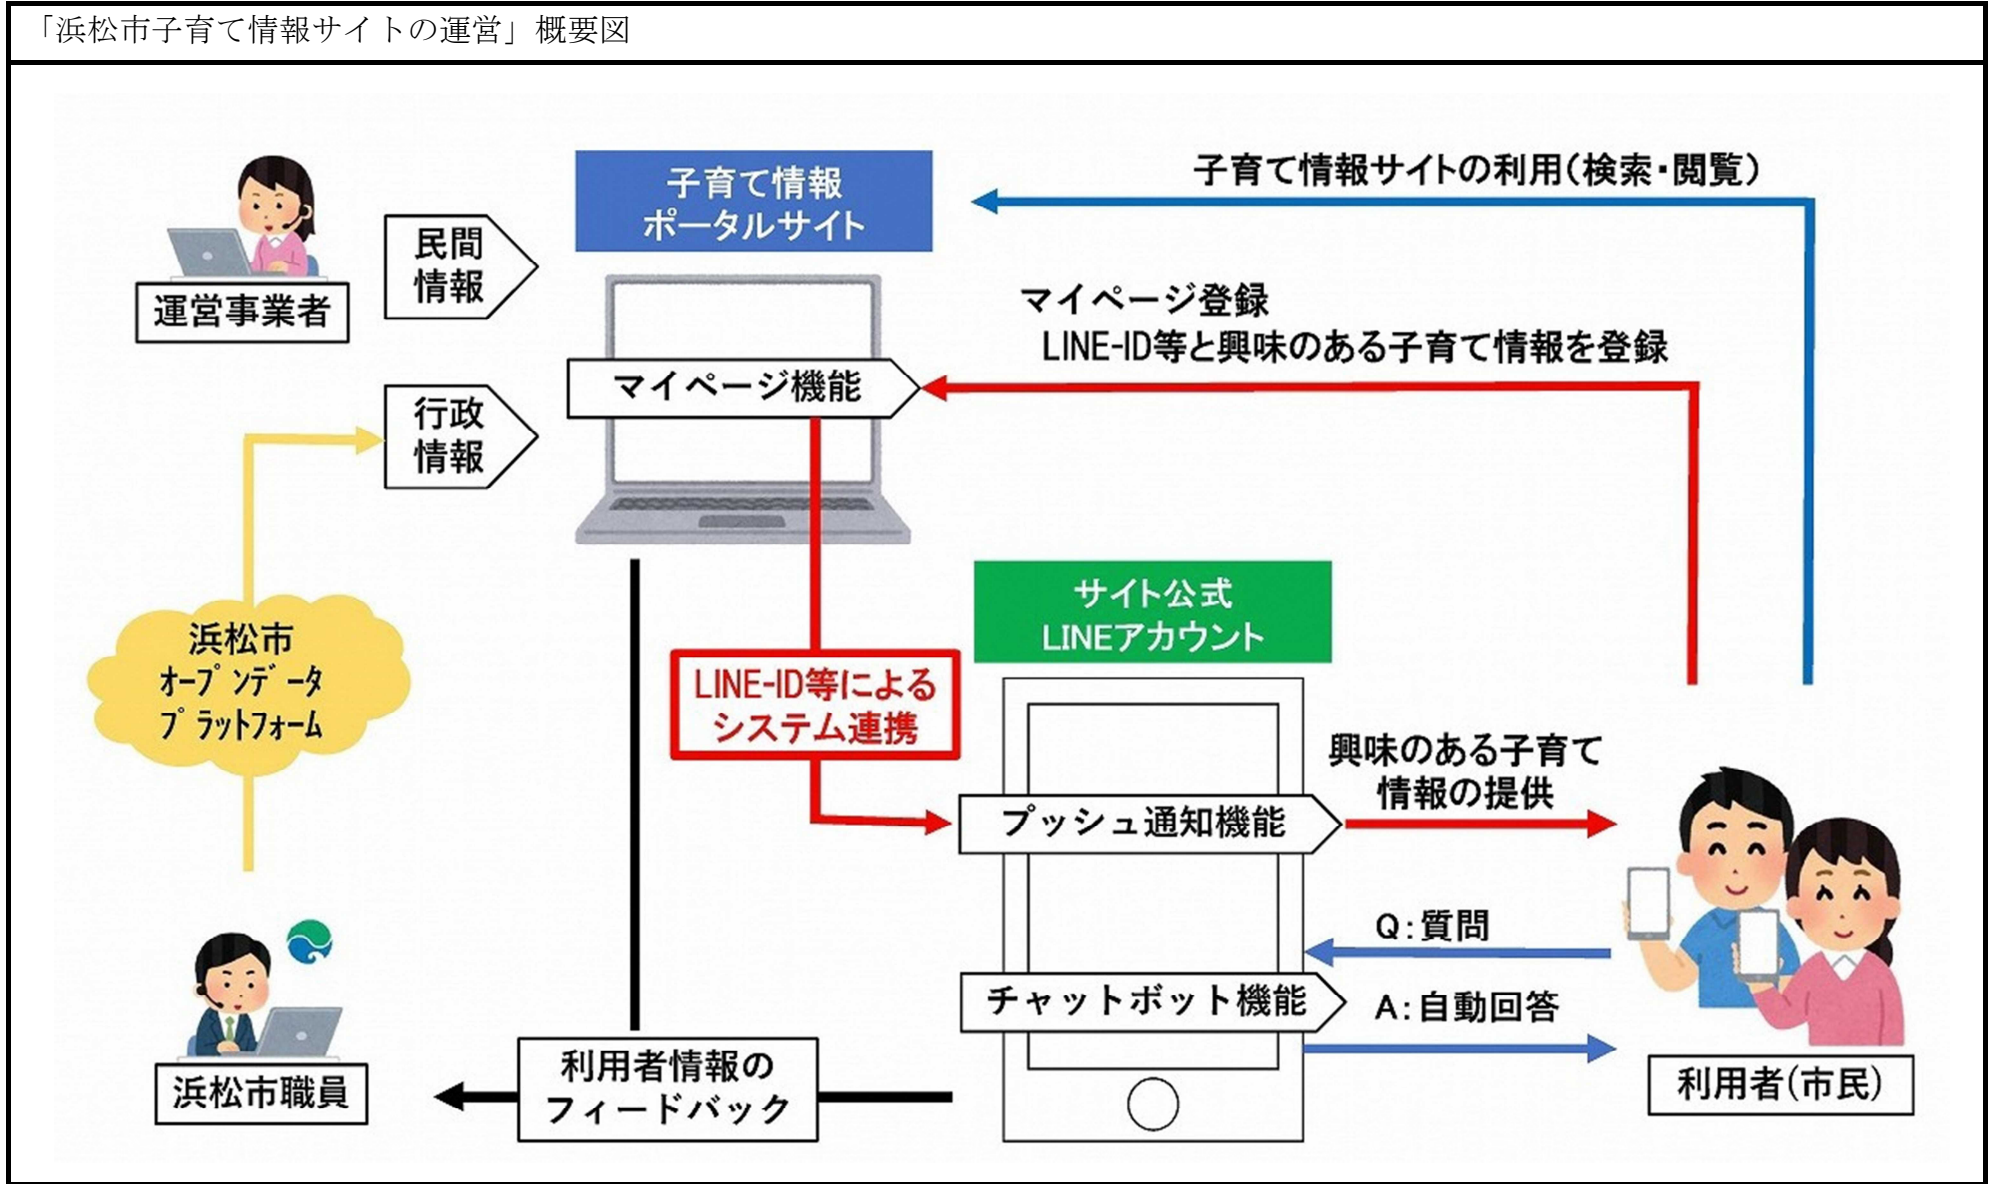 「浜松市子育て情報サイトの運営」概要図
子育て情報
ポータルサイト
子育て情報サイトの利用(検索・閲覧)
民間
情報
運営事業者
マイページ登録
LINE-ID等と興味のある子育て情報を登録
マイページ機能
行政
情報
サイト公式
LINEアカウント
浜松市
オープンデータ
プラットフォーム
LINE-ID等による
システム連携
興味のある子育て
情報の提供
プッシュ通知機能
Q:質問
チャットボット機能
A:自動回答
利用者情報の
フィードバック
浜松市職員
利用者(市民)